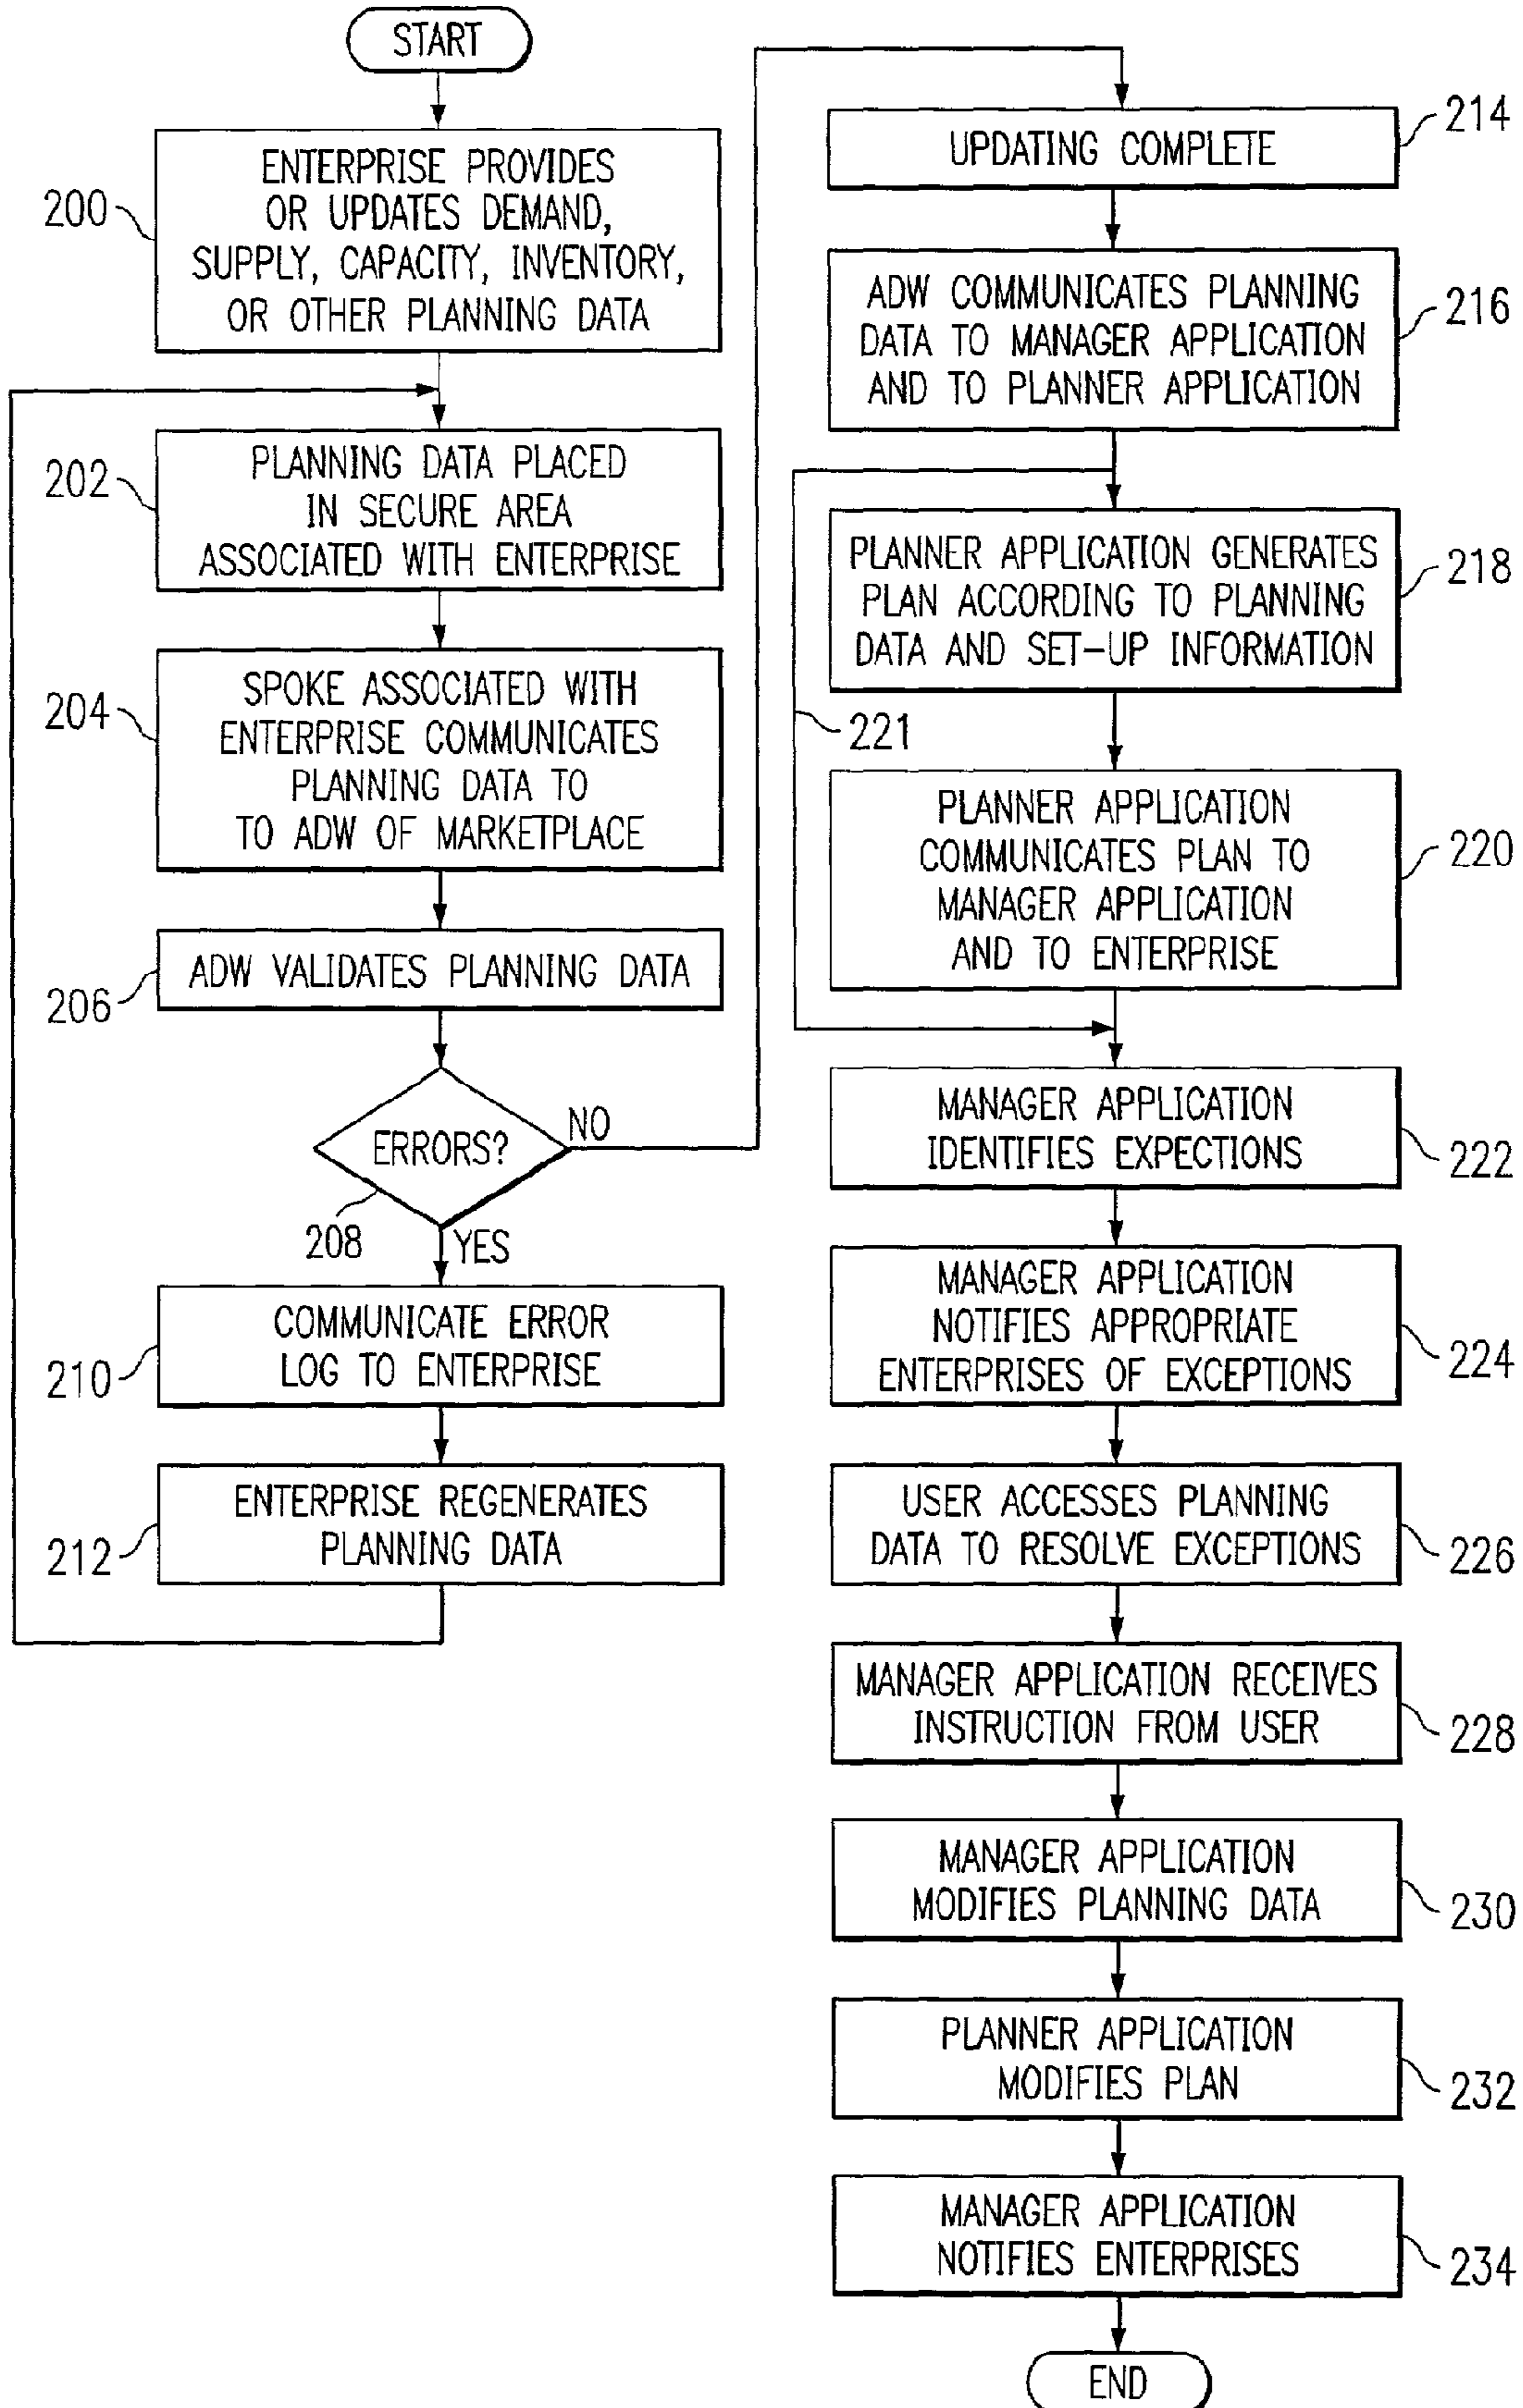 START
200
ENTERPRISE PROVIDES
OR UPDATES DEMAND,
SUPPLY, CAPACITY, INVENTORY,
OR OTHER PLANNING DATA
202
PLANNING DATA PLACED
IN SECURE AREA
ASSOCIATED WITH ENTERPRISE
204
SPOKE ASSOCIATED WITH
ENTERPRISE COMMUNICATES
PLANNING DATA TO
TO ADW OF MARKETPLACE
206
ADW VALIDATES PLANNING DATA
ERRORS?
NO
208
YES
210
COMMUNICATE ERROR
LOG TO ENTERPRISE
212
ENTERPRISE REGENERATES
PLANNING DATA
UPDATING COMPLETE
214
ADW COMMUNICATES PLANNING
DATA TO MANAGER APPLICATION
AND TO PLANNER APPLICATION
216
PLANNER APPLICATION GENERATES
PLAN ACCORDING TO PLANNING
DATA AND SET-UP INFORMATION
218
221
PLANNER APPLICATION
COMMUNICATES PLAN TO
MANAGER APPLICATION
AND TO ENTERPRISE
220
MANAGER APPLICATION
IDENTIFIES EXPECTIONS
222
MANAGER APPLICATION
NOTIFIES APPROPRIATE
ENTERPRISES OF EXCEPTIONS
224
USER ACCESSES PLANNING
DATA TO RESOLVE EXCEPTIONS
226
MANAGER APPLICATION RECEIVES
INSTRUCTION FROM USER
228
MANAGER APPLICATION
MODIFIES PLANNING DATA
230
PLANNER APPLICATION
MODIFIES PLAN
232
MANAGER APPLICATION
NOTIFIES ENTERPRISES
234
END